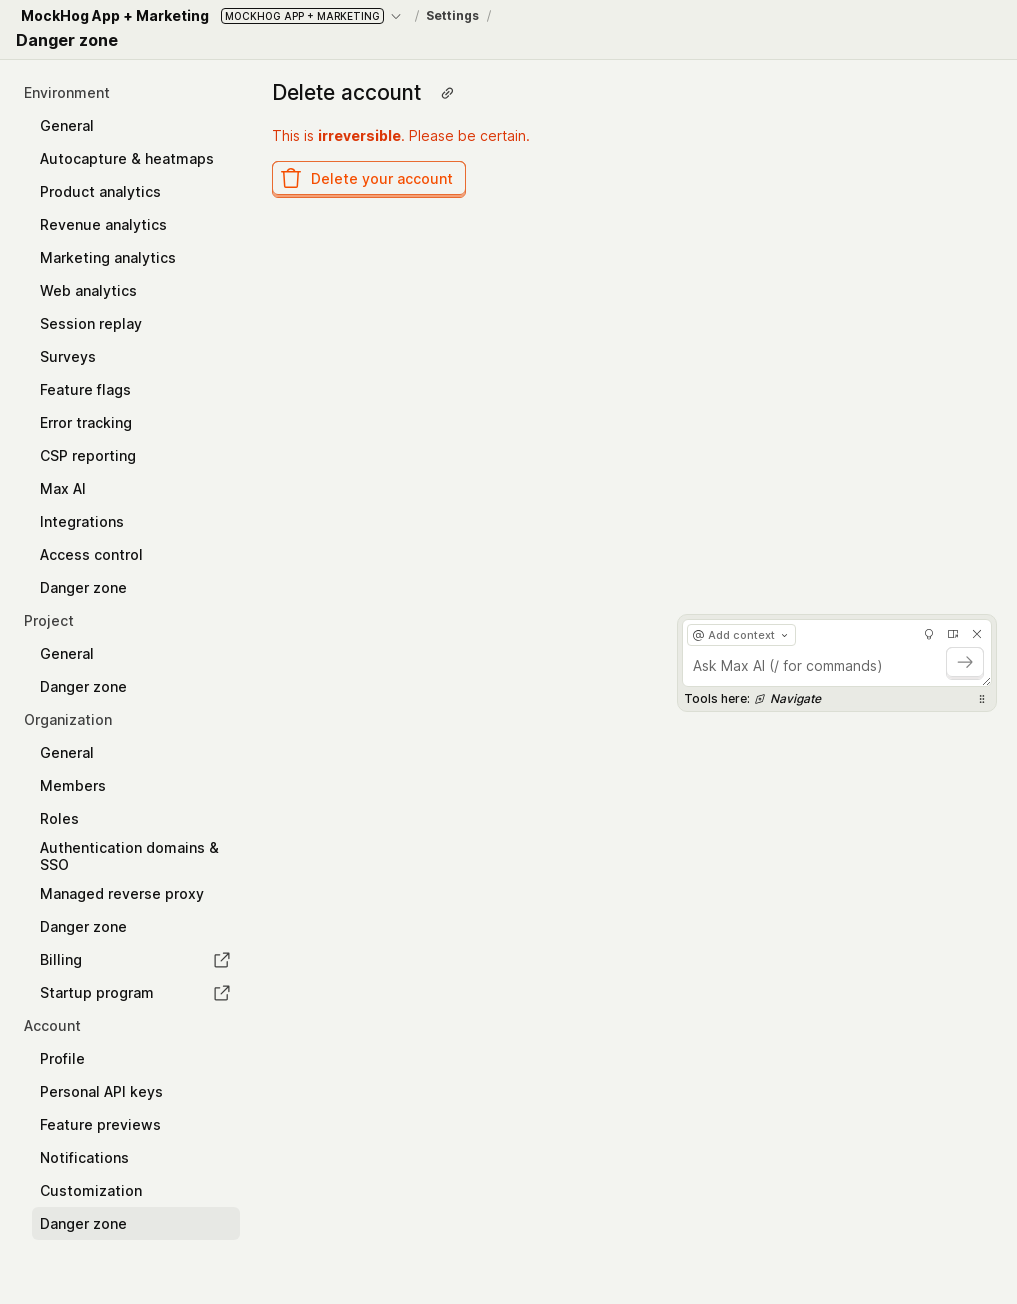 MockHog App + Marketing MOCKHOG APP + MARKETING / Settings /
Danger zone
Environment
General
Autocapture & heatmaps
Product analytics
Revenue analytics
Marketing analytics
Web analytics
Session replay
Surveys
Feature flags
Error tracking
CSP reporting
Max AI
Integrations
Access control
Danger zone
Project
General
Danger zone
Organization
General
Members
Roles
Authentication domains &
SSO
Managed reverse proxy
Danger zone
Billing
Startup program
Account
Profile
Personal API keys
Feature previews
Notifications
Customization
Danger zone
Delete account
This is irreversible. Please be certain.
Delete your account
@ Add context
Ask Max AI (/ for commands)
Tools here: Navigate